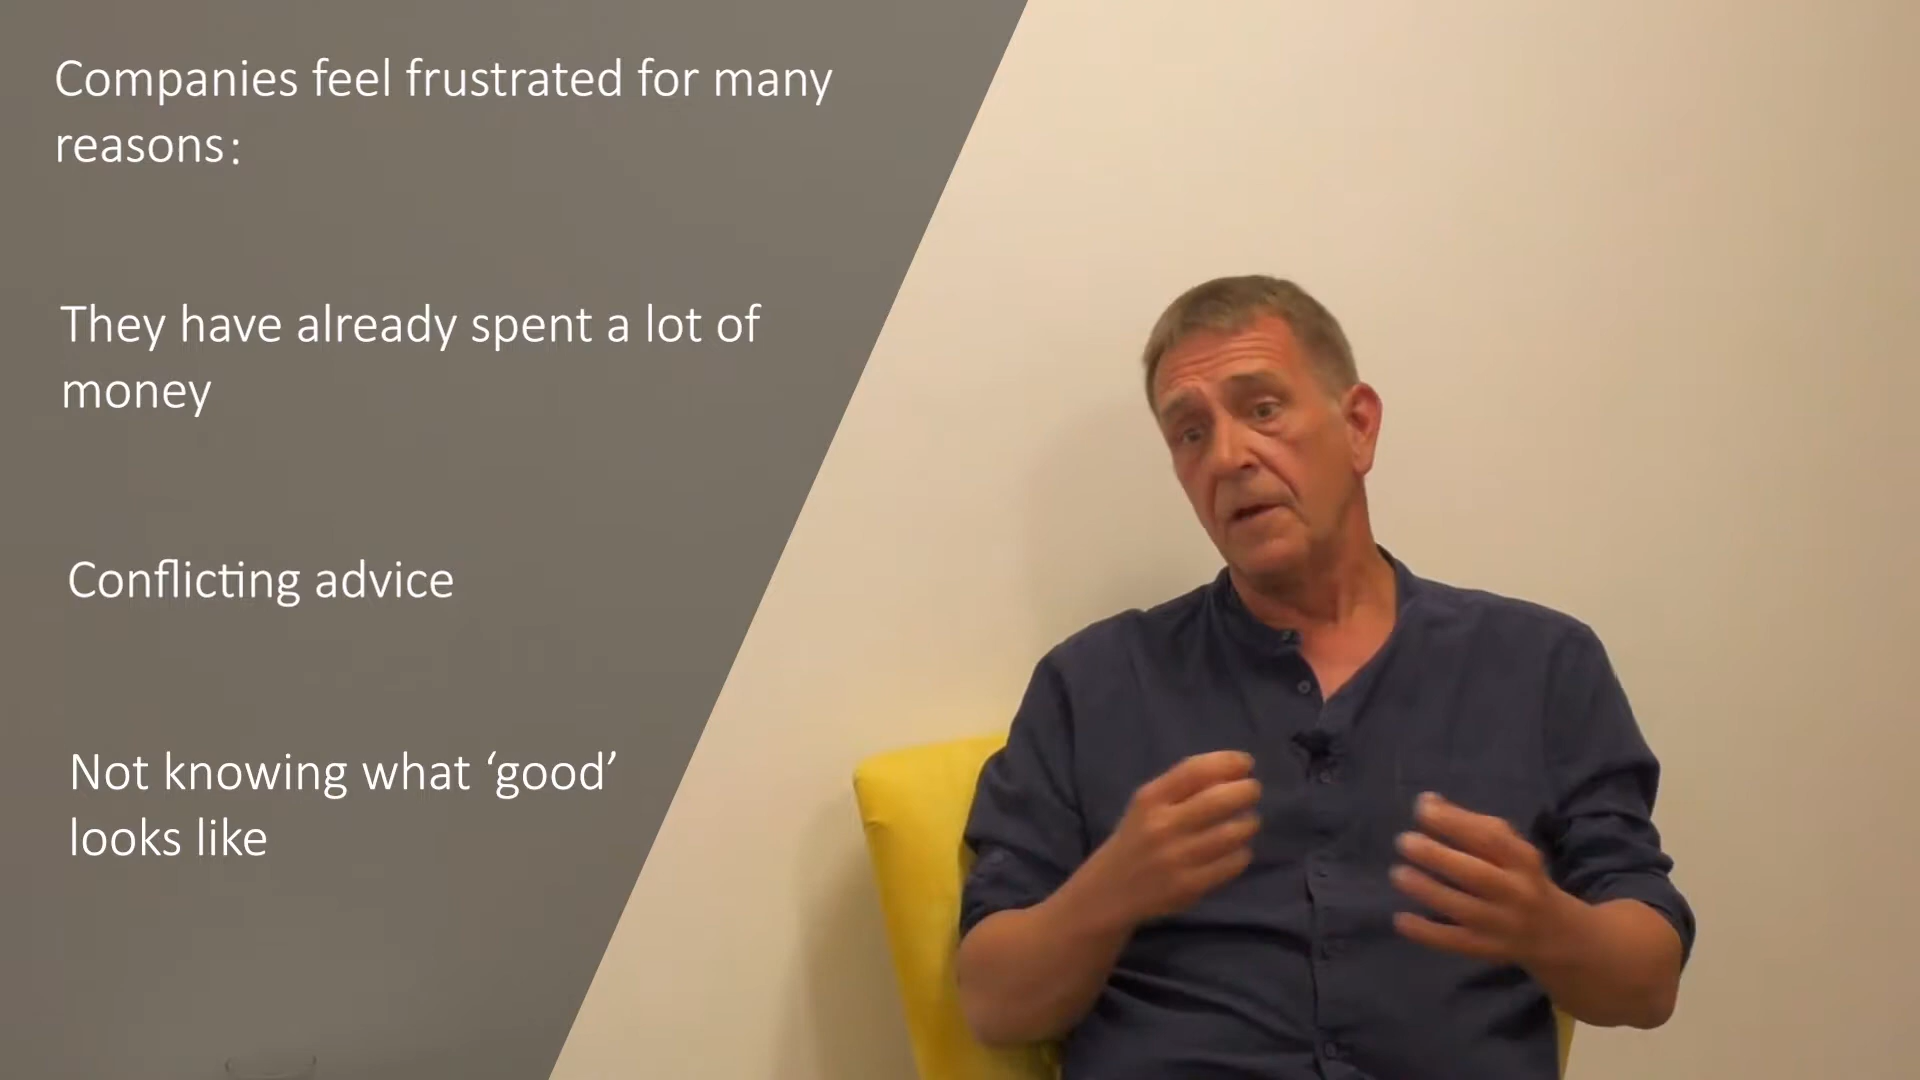 Companies feel frustrated for many
reasons:
They have already spent a lot of
money
Conflicting advice
Not knowing what ‘good’
looks like